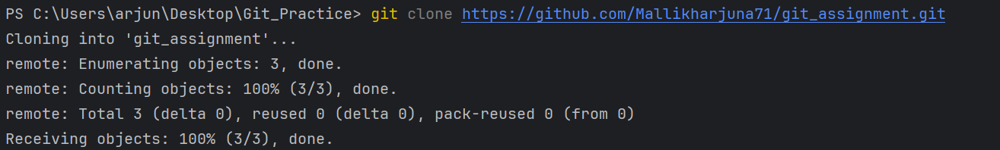 PS C:\Users\arjun\Desktop\Git_Practice> git clone https://github.com/Mallikhanjuna71/git_assignment.git
Cloning into 'git_assignment'...
remote: Enumerating objects: 3, done.
remote: Counting objects: 100% (3/3), done.
remote: Total 3 (delta 0), reused 0 (delta 0), pack-reused 0 (from 0)
Receiving objects: 100% (3/3), done.